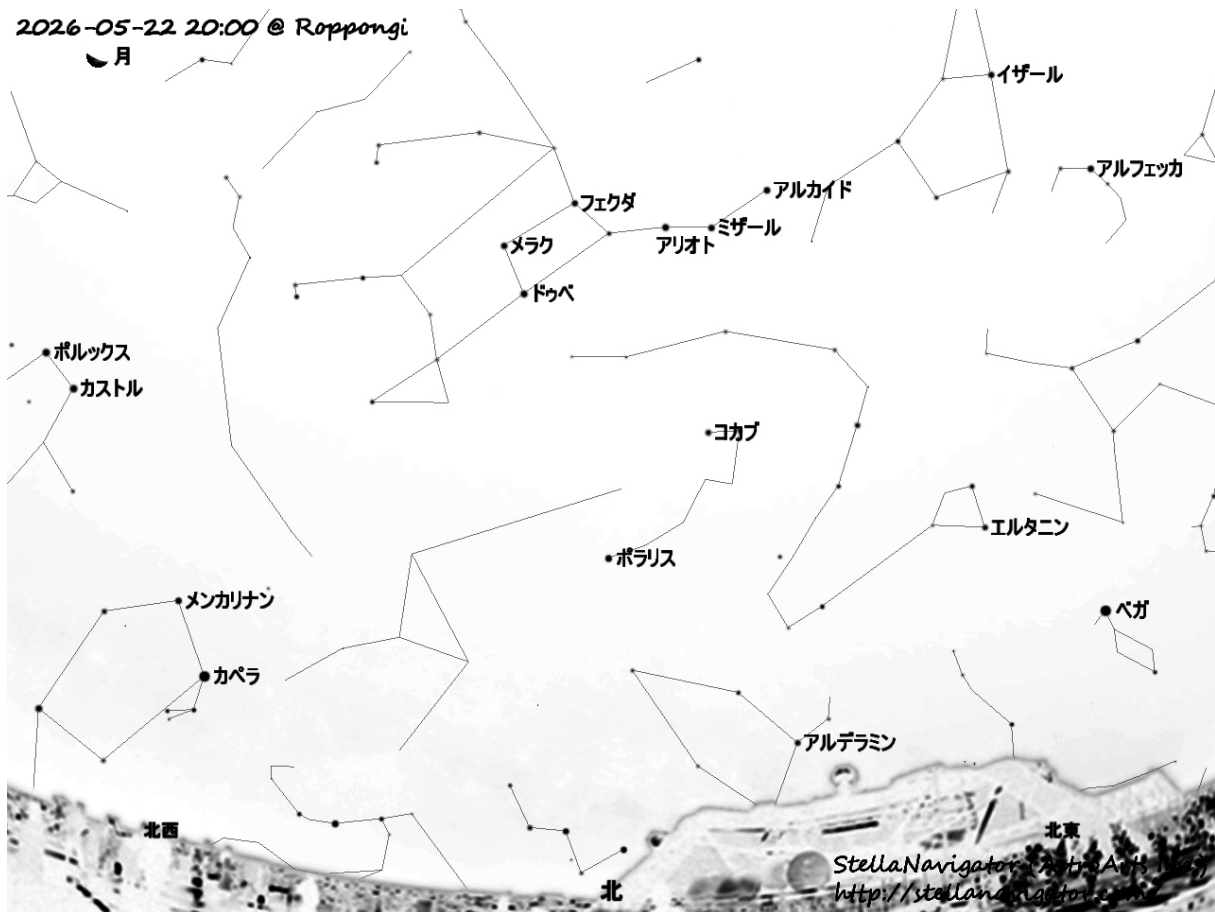 2026-05-22 20:00 @ Roppongi
月
イザール
アルフェッカ
フェクダ
アルカイド
メラク
アリオト
ミザール
ドゥベ
ポルックス
カストル
コカブ
エルタニン
ポラリス
メンカリナン
ベガ
カペラ
アルデラミン
北西
北東
北
StellaNavigator (AstroArts Inc.)
http://stellanavigator.com/